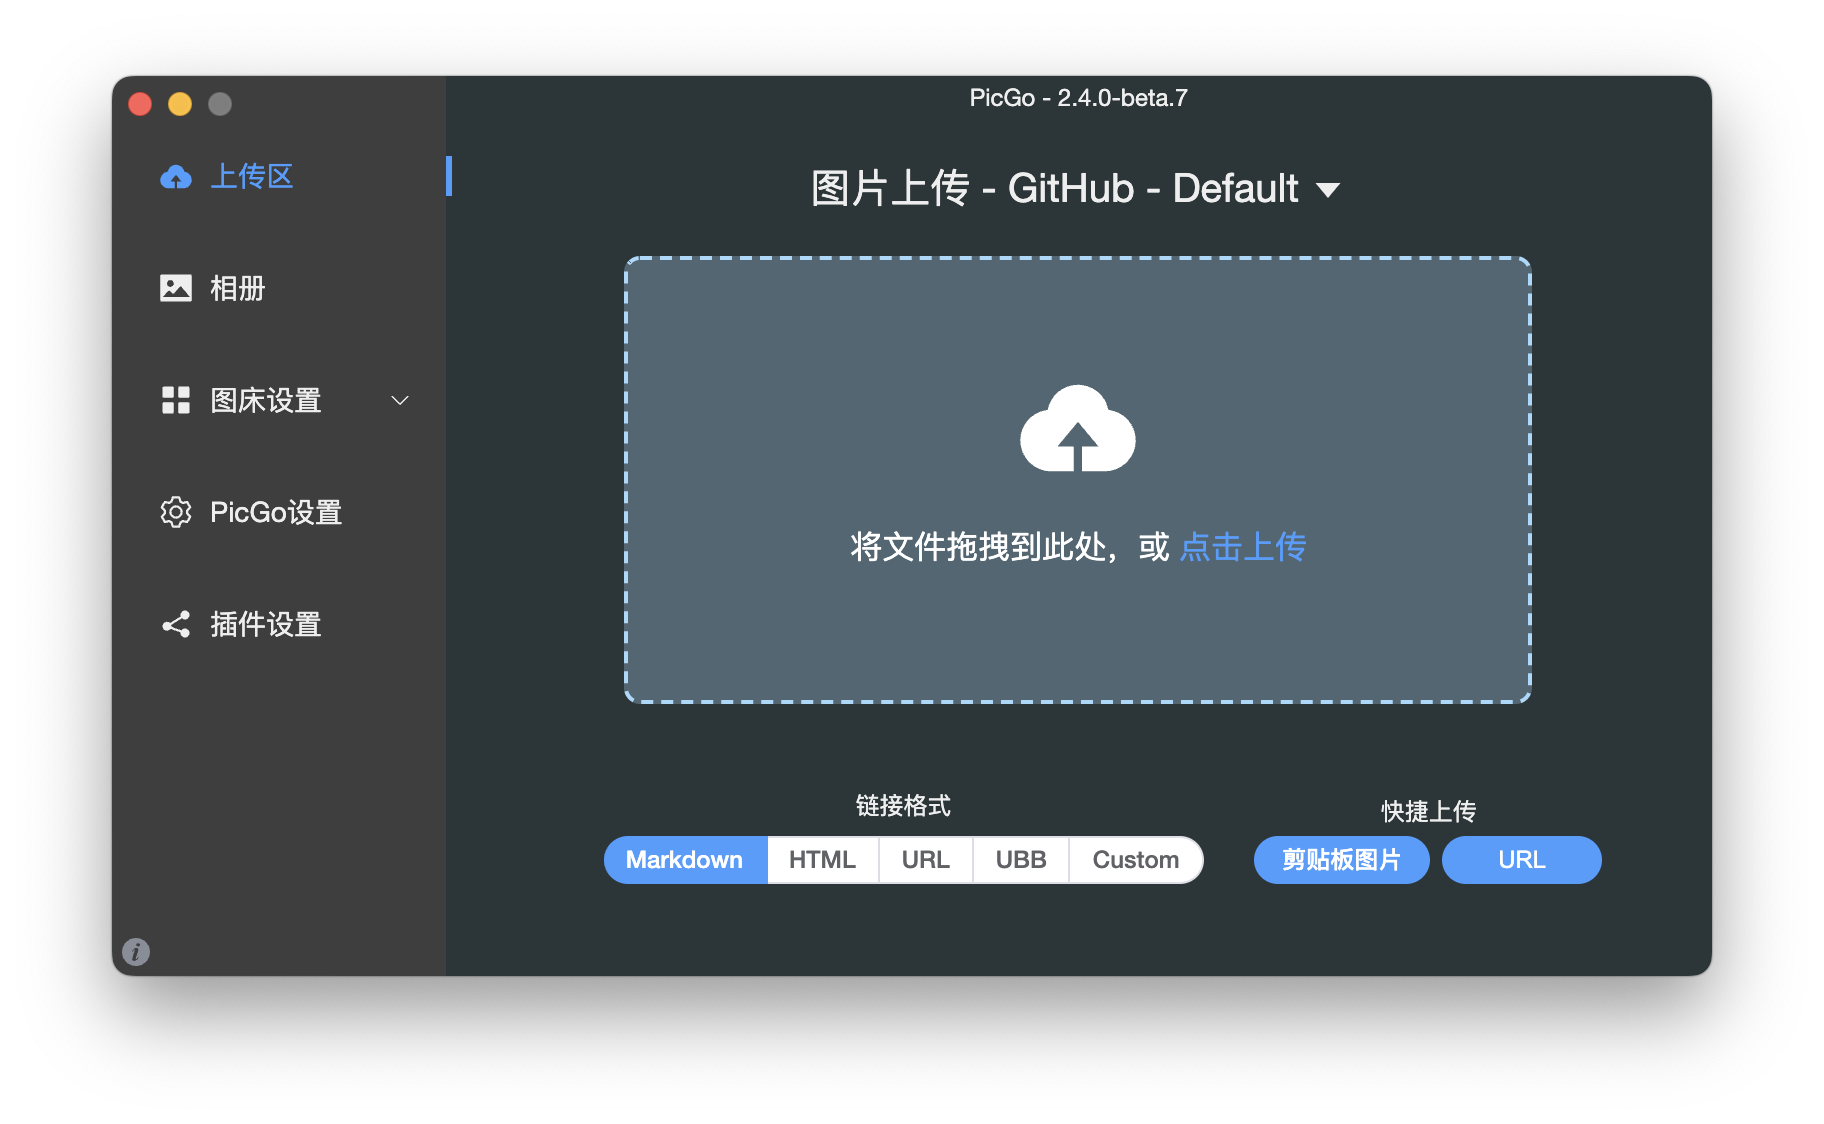 PicGo - 2.4.0-beta.7
上传区
相册
图床设置
PicGo设置
插件设置
图片上传 - GitHub - Default
将文件拖拽到此处，或 点击上传
链接格式
Markdown HTML URL UBB Custom
快捷上传
剪贴板图片 URL
i